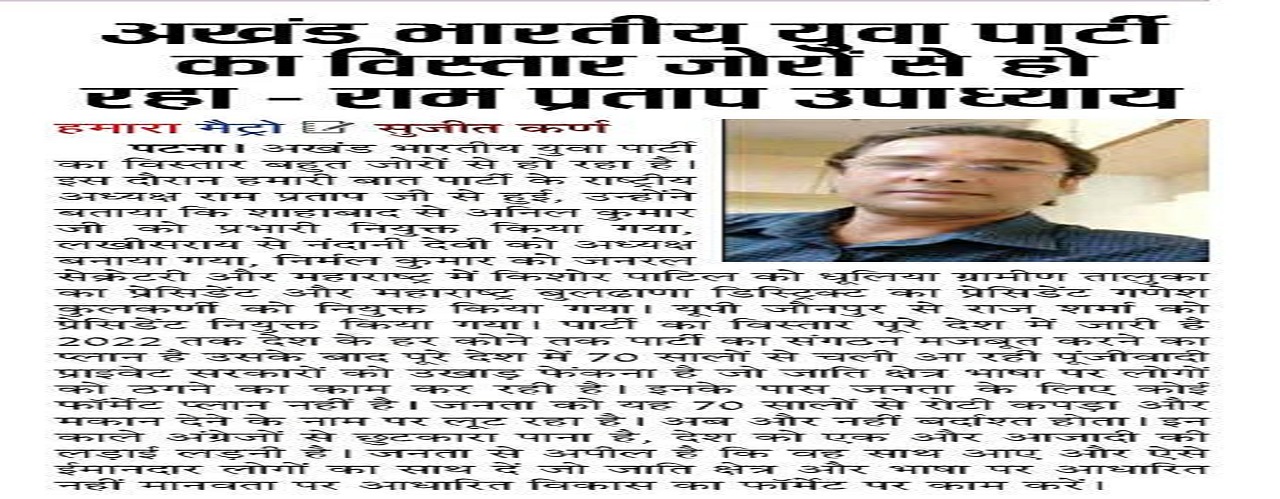 अखंड भारतीय युवा पार्टी
का विस्तार जोरों से हो
रहा - राम प्रताप उपाध्याय
हमारा मैट्रो सुजीत कर्ण
पटना। अखंड भारतीय युवा पार्टी
का विस्तार बहुत जोरों से हो रहा है।
इस दौरान हमारी बात पार्टी के राष्ट्रीय
अध्यक्ष राम प्रताप जी से हुई, उन्होंने
बताया कि शाहाबाद से अनिल कुमार
जी को प्रभारी नियुक्त किया गया,
लखीसराय से नंदानी देवी को अध्यक्ष
बनाया गया, निर्मल कुमार को जनरल
सेक्रेटरी और महाराष्ट्र में किशोर पाटिल को धूलिया ग्रामीण तालुका
का प्रेसिडेंट और महाराष्ट्र बुलढाणा डिस्ट्रिक्ट का प्रेसिडेंट गणेश
कुलकर्णी को नियुक्त किया गया। यूपी जौनपुर से राज शर्मा को
प्रेसिडेंट नियुक्त किया गया। पार्टी का विस्तार पूरे देश में जारी है
2022 तक देश के हर कोने तक पार्टी का संगठन मजबूत करने का
प्लान है उसके बाद पूरे देश में 70 सालों से चली आ रही पूंजीवादी
प्राइवेट सरकारों को उखाड़ फेंकना है जो जाति क्षेत्र भाषा पर लोगों
को ठगने का काम कर रही है। इनके पास जनता के लिए कोई
फॉर्मेट प्लान नहीं है। जनता को यह 70 सालों से रोटी कपड़ा और
मकान देने के नाम पर लूट रहा है। अब और नहीं बर्दाश्त होता। इन
काले अंग्रेजों से छुटकारा पाना है, देश को एक और आजादी की
लड़ाई लड़नी है। जनता से अपील है कि वह साथ आए और ऐसे
ईमानदार लोगों का साथ दें जो जाति क्षेत्र और भाषा पर आधारित
नहीं मानवता पर आधारित विकास का फॉर्मेट पर काम करें।